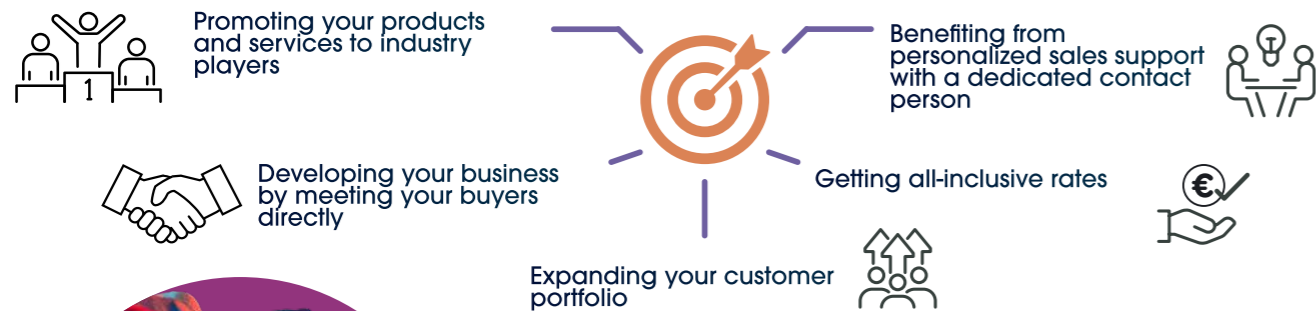 Promoting your products
and services to industry
players
1
Benefiting from
personalized sales support
with a dedicated contact
person
Developing your business
by meeting your buyers
directly
Getting all-inclusive rates
€
Expanding your customer
portfolio